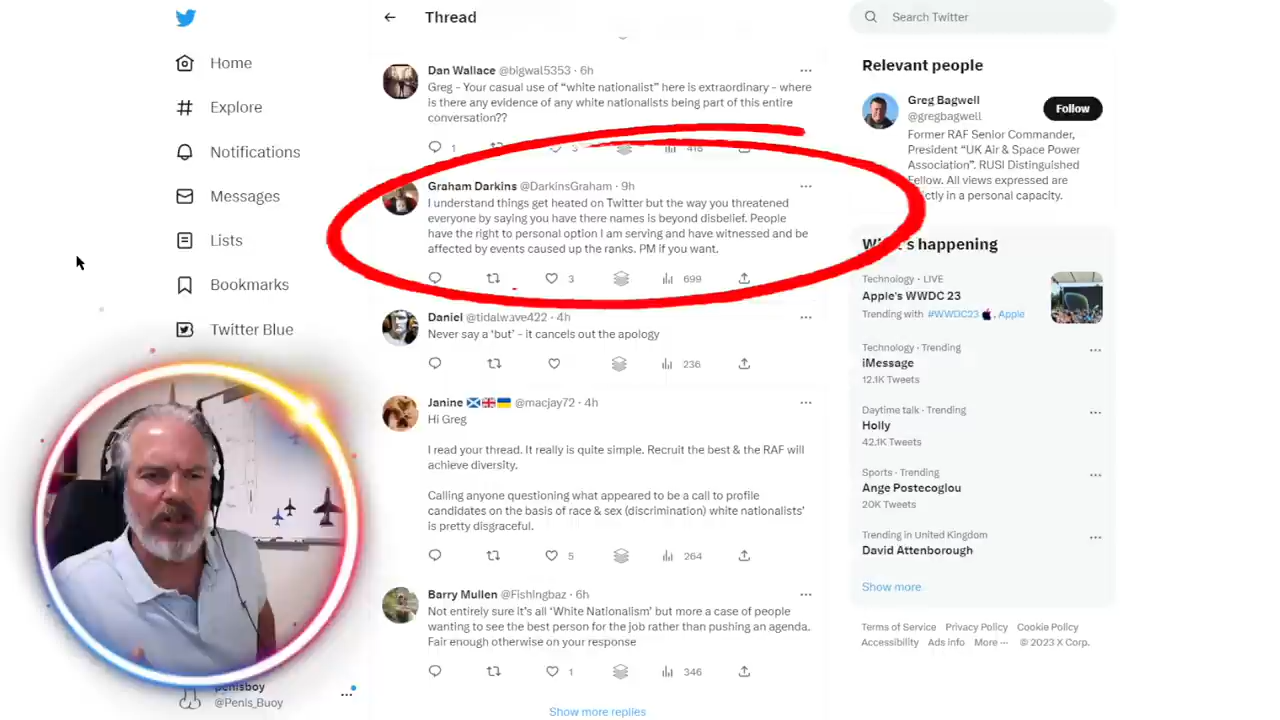 Home
Explore
Notifications
Messages
Lists
Bookmarks
Twitter Blue
penisboy
@Penis_Buoy
Thread
Dan Wallace @bigwal5353 · 6h
Greg - Your casual use of “white nationalist” here is extraordinary - where
is there any evidence of any white nationalists being part of this entire
conversation??
1
3
418
Graham Darkins @DarkinsGraham · 9h
I understand things get heated on Twitter but the way you threatened
everyone by saying you have there names is beyond disbelief. People
have the right to personal option I am serving and have witnessed and be
affected by events caused up the ranks. PM if you want.
3
699
Daniel @tidalwave422 · 4h
Never say a ‘but’ - it cancels out the apology
236
Janine @macjay72 · 4h
Hi Greg
I read your thread. It really is quite simple. Recruit the best & the RAF will
achieve diversity.
Calling anyone questioning what appeared to be a call to profile
candidates on the basis of race & sex (discrimination) white nationalists’
is pretty disgraceful.
5
264
Barry Mullen @FishIngbaz · 6h
Not entirely sure it’s all ‘White Nationalism’ but more a case of people
wanting to see the best person for the job rather than pushing an agenda.
Fair enough otherwise on your response
1
346
Show more replies
Search Twitter
Relevant people
Greg Bagwell
@gregbagwell
Follow
Former RAF Senior Commander,
President “UK Air & Space Power
Association”. RUSI Distinguished
Fellow. All views expressed are
in a personal capacity.
happening
Technology · LIVE
Apple's WWDC 23
Trending with #WWDC23 , Apple
Technology · Trending
iMessage
12.1K Tweets
Daytime talk · Trending
Holly
42.1K Tweets
Sports · Trending
Ange Postecoglou
20K Tweets
Trending in United Kingdom
David Attenborough
Show more
Terms of Service Privacy Policy Cookie Policy
Accessibility Ads info More ··· © 2023 X Corp.